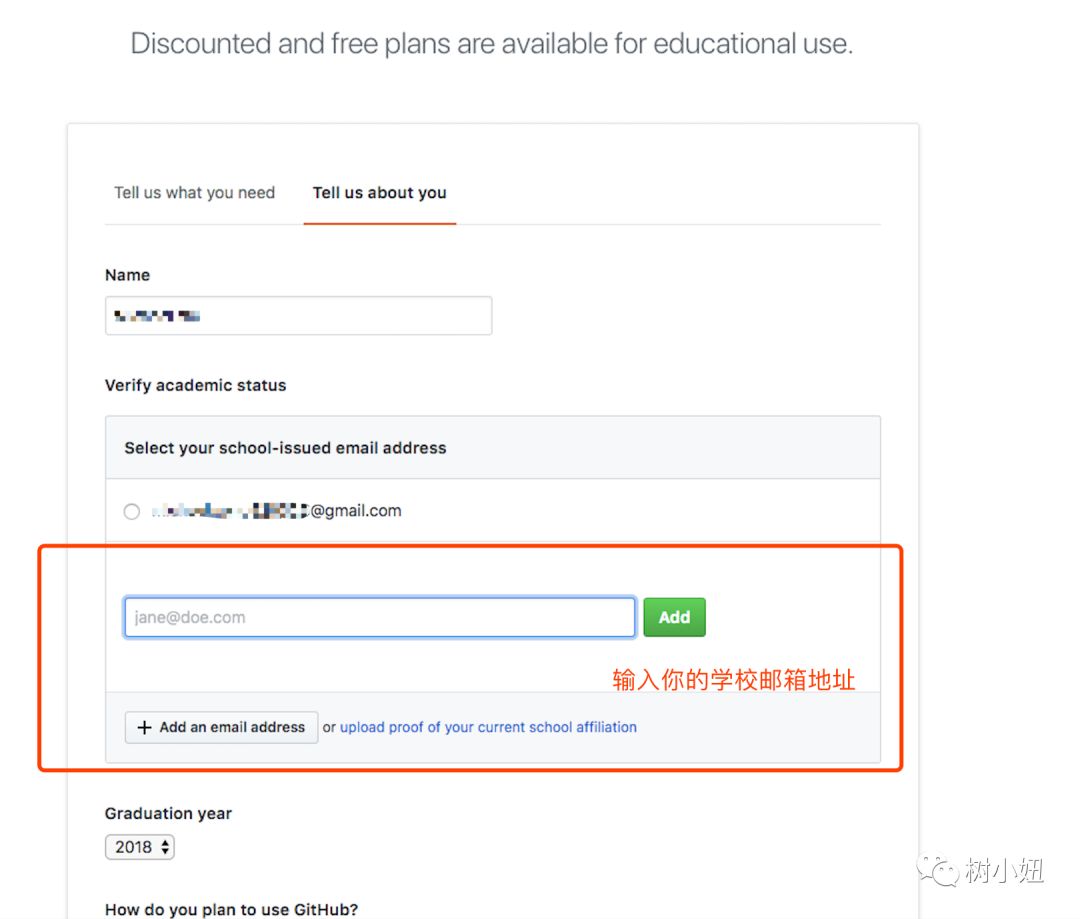 Discounted and free plans are available for educational use.
Tell us what you need
Tell us about you
Name
Verify academic status
Select your school-issued email address
@gmail.com
jane@doe.com
Add
输入你的学校邮箱地址
+ Add an email address or upload proof of your current school affiliation
Graduation year
2018
How do you plan to use GitHub?
树小妞